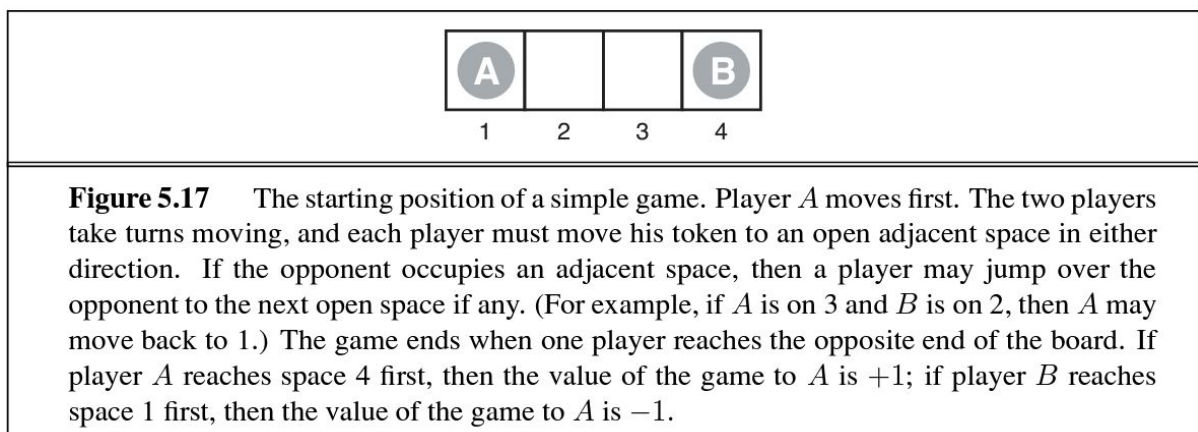 A B
1 2 3 4
Figure 5.17 The starting position of a simple game. Player A moves first. The two players
take turns moving, and each player must move his token to an open adjacent space in either
direction. If the opponent occupies an adjacent space, then a player may jump over the
opponent to the next open space if any. (For example, if A is on 3 and B is on 2, then A may
move back to 1.) The game ends when one player reaches the opposite end of the board. If
player A reaches space 4 first, then the value of the game to A is +1; if player B reaches
space 1 first, then the value of the game to A is −1.